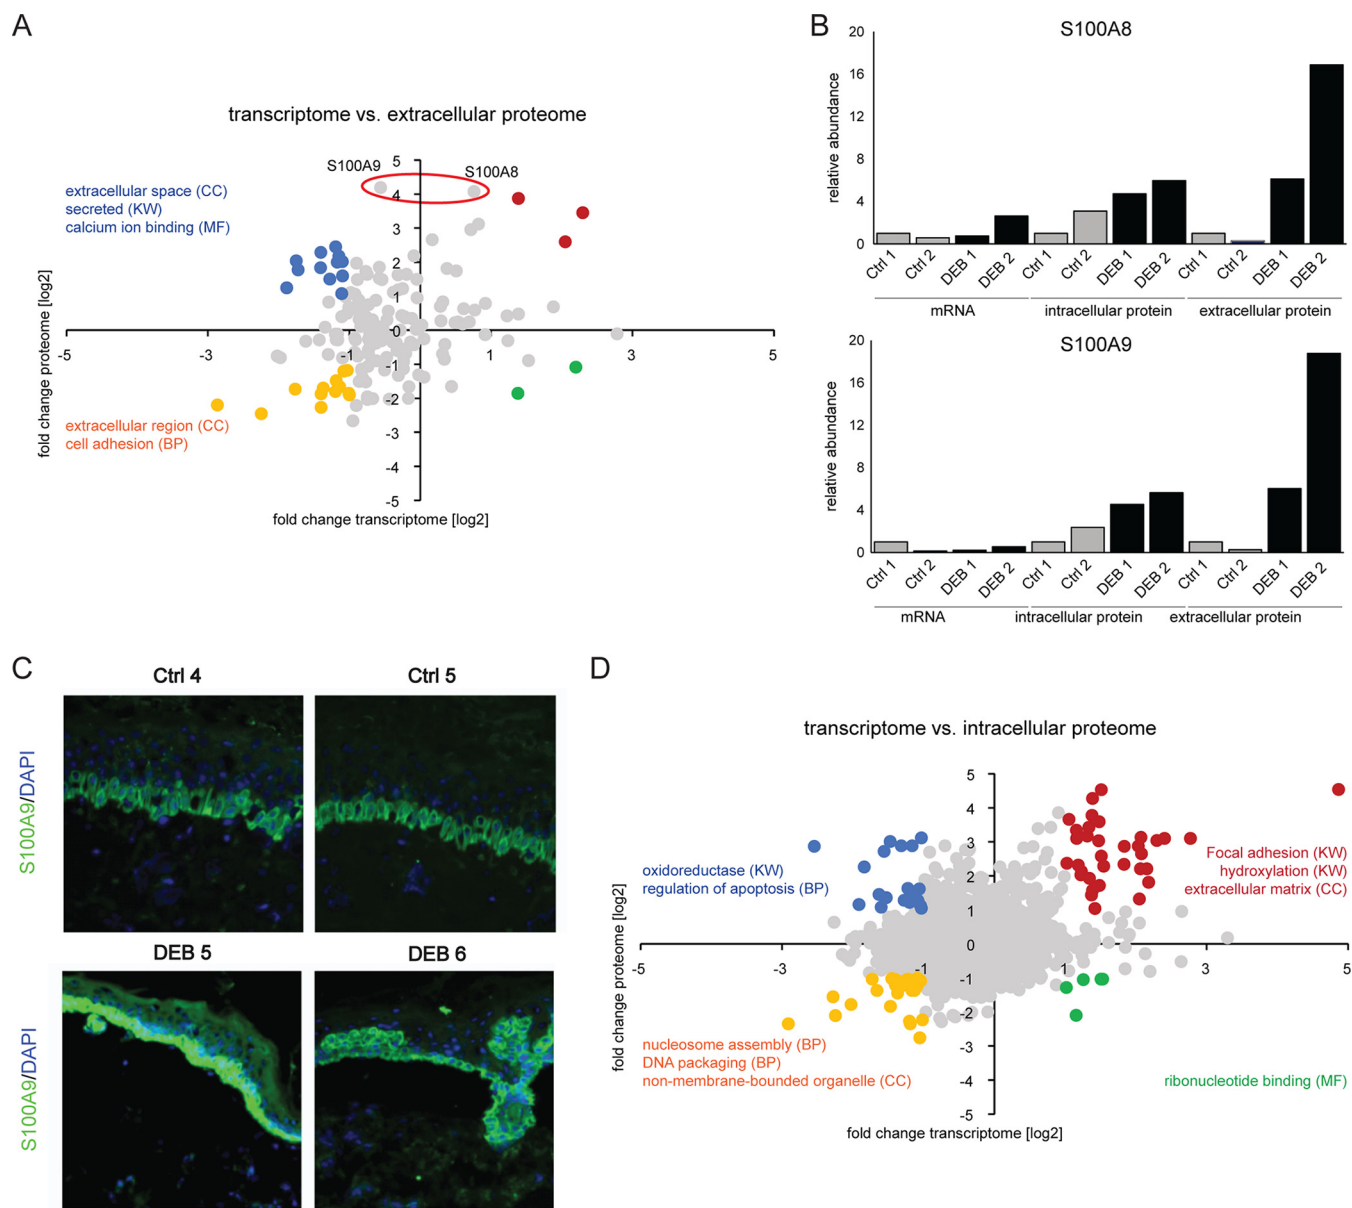 A
transcriptome vs. extracellular proteome
S100A9
S100A8
extracellular space (CC)
secreted (KW)
calcium ion binding (MF)
fold change proteome [log2]
5
4
3
2
1
0
-1
-2
-3
-4
-5
-5
-3
-1
1
3
5
extracellular region (CC)
cell adhesion (BP)
fold change transcriptome [log2]
B
S100A8
relative abundance
20
16
12
8
4
0
Ctrl 1
Ctrl 2
DEB 1
DEB 2
Ctrl 1
Ctrl 2
DEB 1
DEB 2
Ctrl 1
Ctrl 2
DEB 1
DEB 2
mRNA
intracellular protein
extracellular protein
S100A9
relative abundance
20
16
12
8
4
0
Ctrl 1
Ctrl 2
DEB 1
DEB 2
Ctrl 1
Ctrl 2
DEB 1
DEB 2
Ctrl 1
Ctrl 2
DEB 1
DEB 2
mRNA
intracellular protein
extracellular protein
C
Ctrl 4
Ctrl 5
S100A9/DAPI
DEB 5
DEB 6
S100A9/DAPI
D
transcriptome vs. intracellular proteome
oxidoreductase (KW)
regulation of apoptosis (BP)
Focal adhesion (KW)
hydroxylation (KW)
extracellular matrix (CC)
fold change proteome [log2]
5
4
3
2
1
0
-1
-2
-3
-4
-5
-5
-3
-1
1
3
5
nucleosome assembly (BP)
DNA packaging (BP)
non-membrane-bounded organelle (CC)
ribonucleotide binding (MF)
fold change transcriptome [log2]